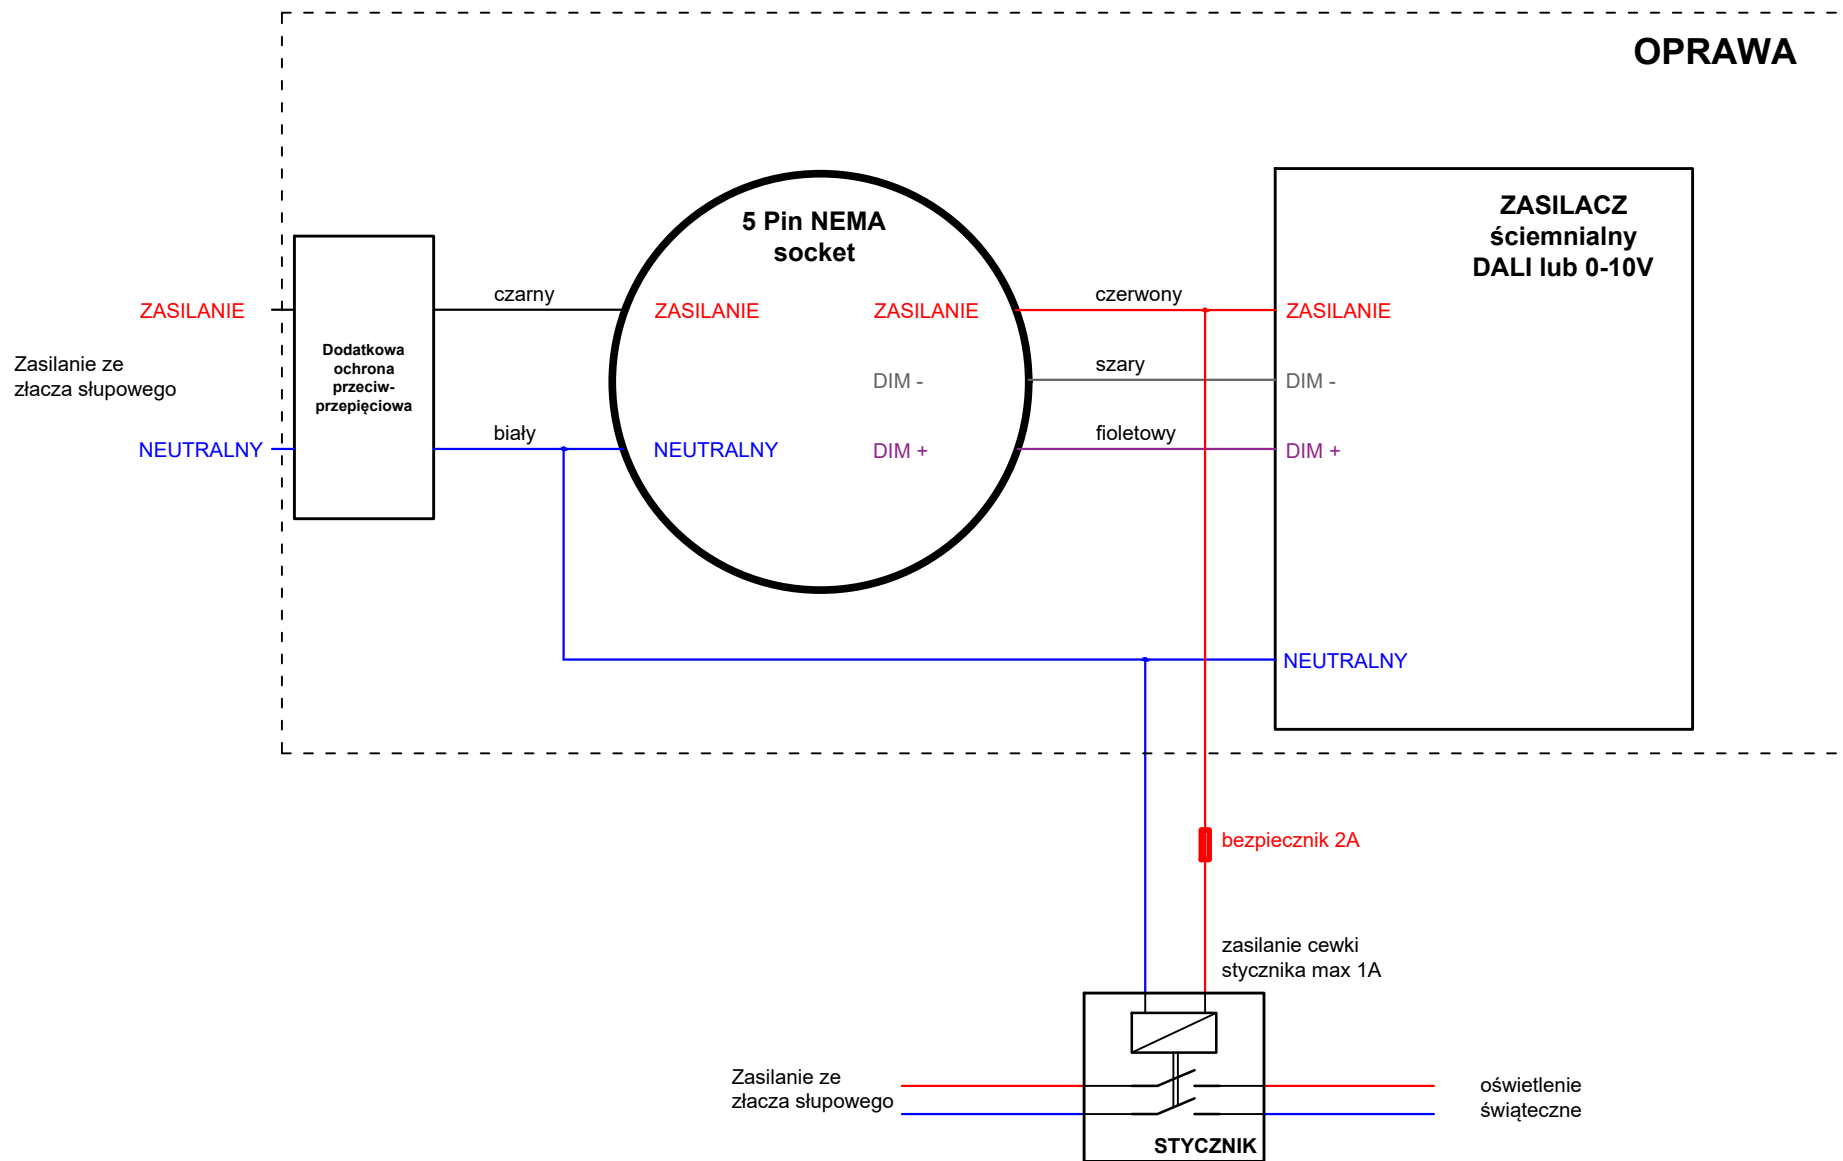 OPRAWA
5 Pin NEMA
socket
ZASILACZ
ściemnialny
DALI lub 0-10V
czarny
czerwony
ZASILANIE
ZASILANIE
ZASILANIE
ZASILANIE
Dodatkowa
ochrona
przeciw-
przepięciowa
Zasilanie ze
złacza słupowego
szary
DIM -
DIM -
biały
fioletowy
NEUTRALNY
NEUTRALNY
DIM +
DIM +
NEUTRALNY
bezpiecznik 2A
zasilanie cewki
stycznika max 1A
Zasilanie ze
złacza słupowego
oświetlenie
świąteczne
STYCZNIK